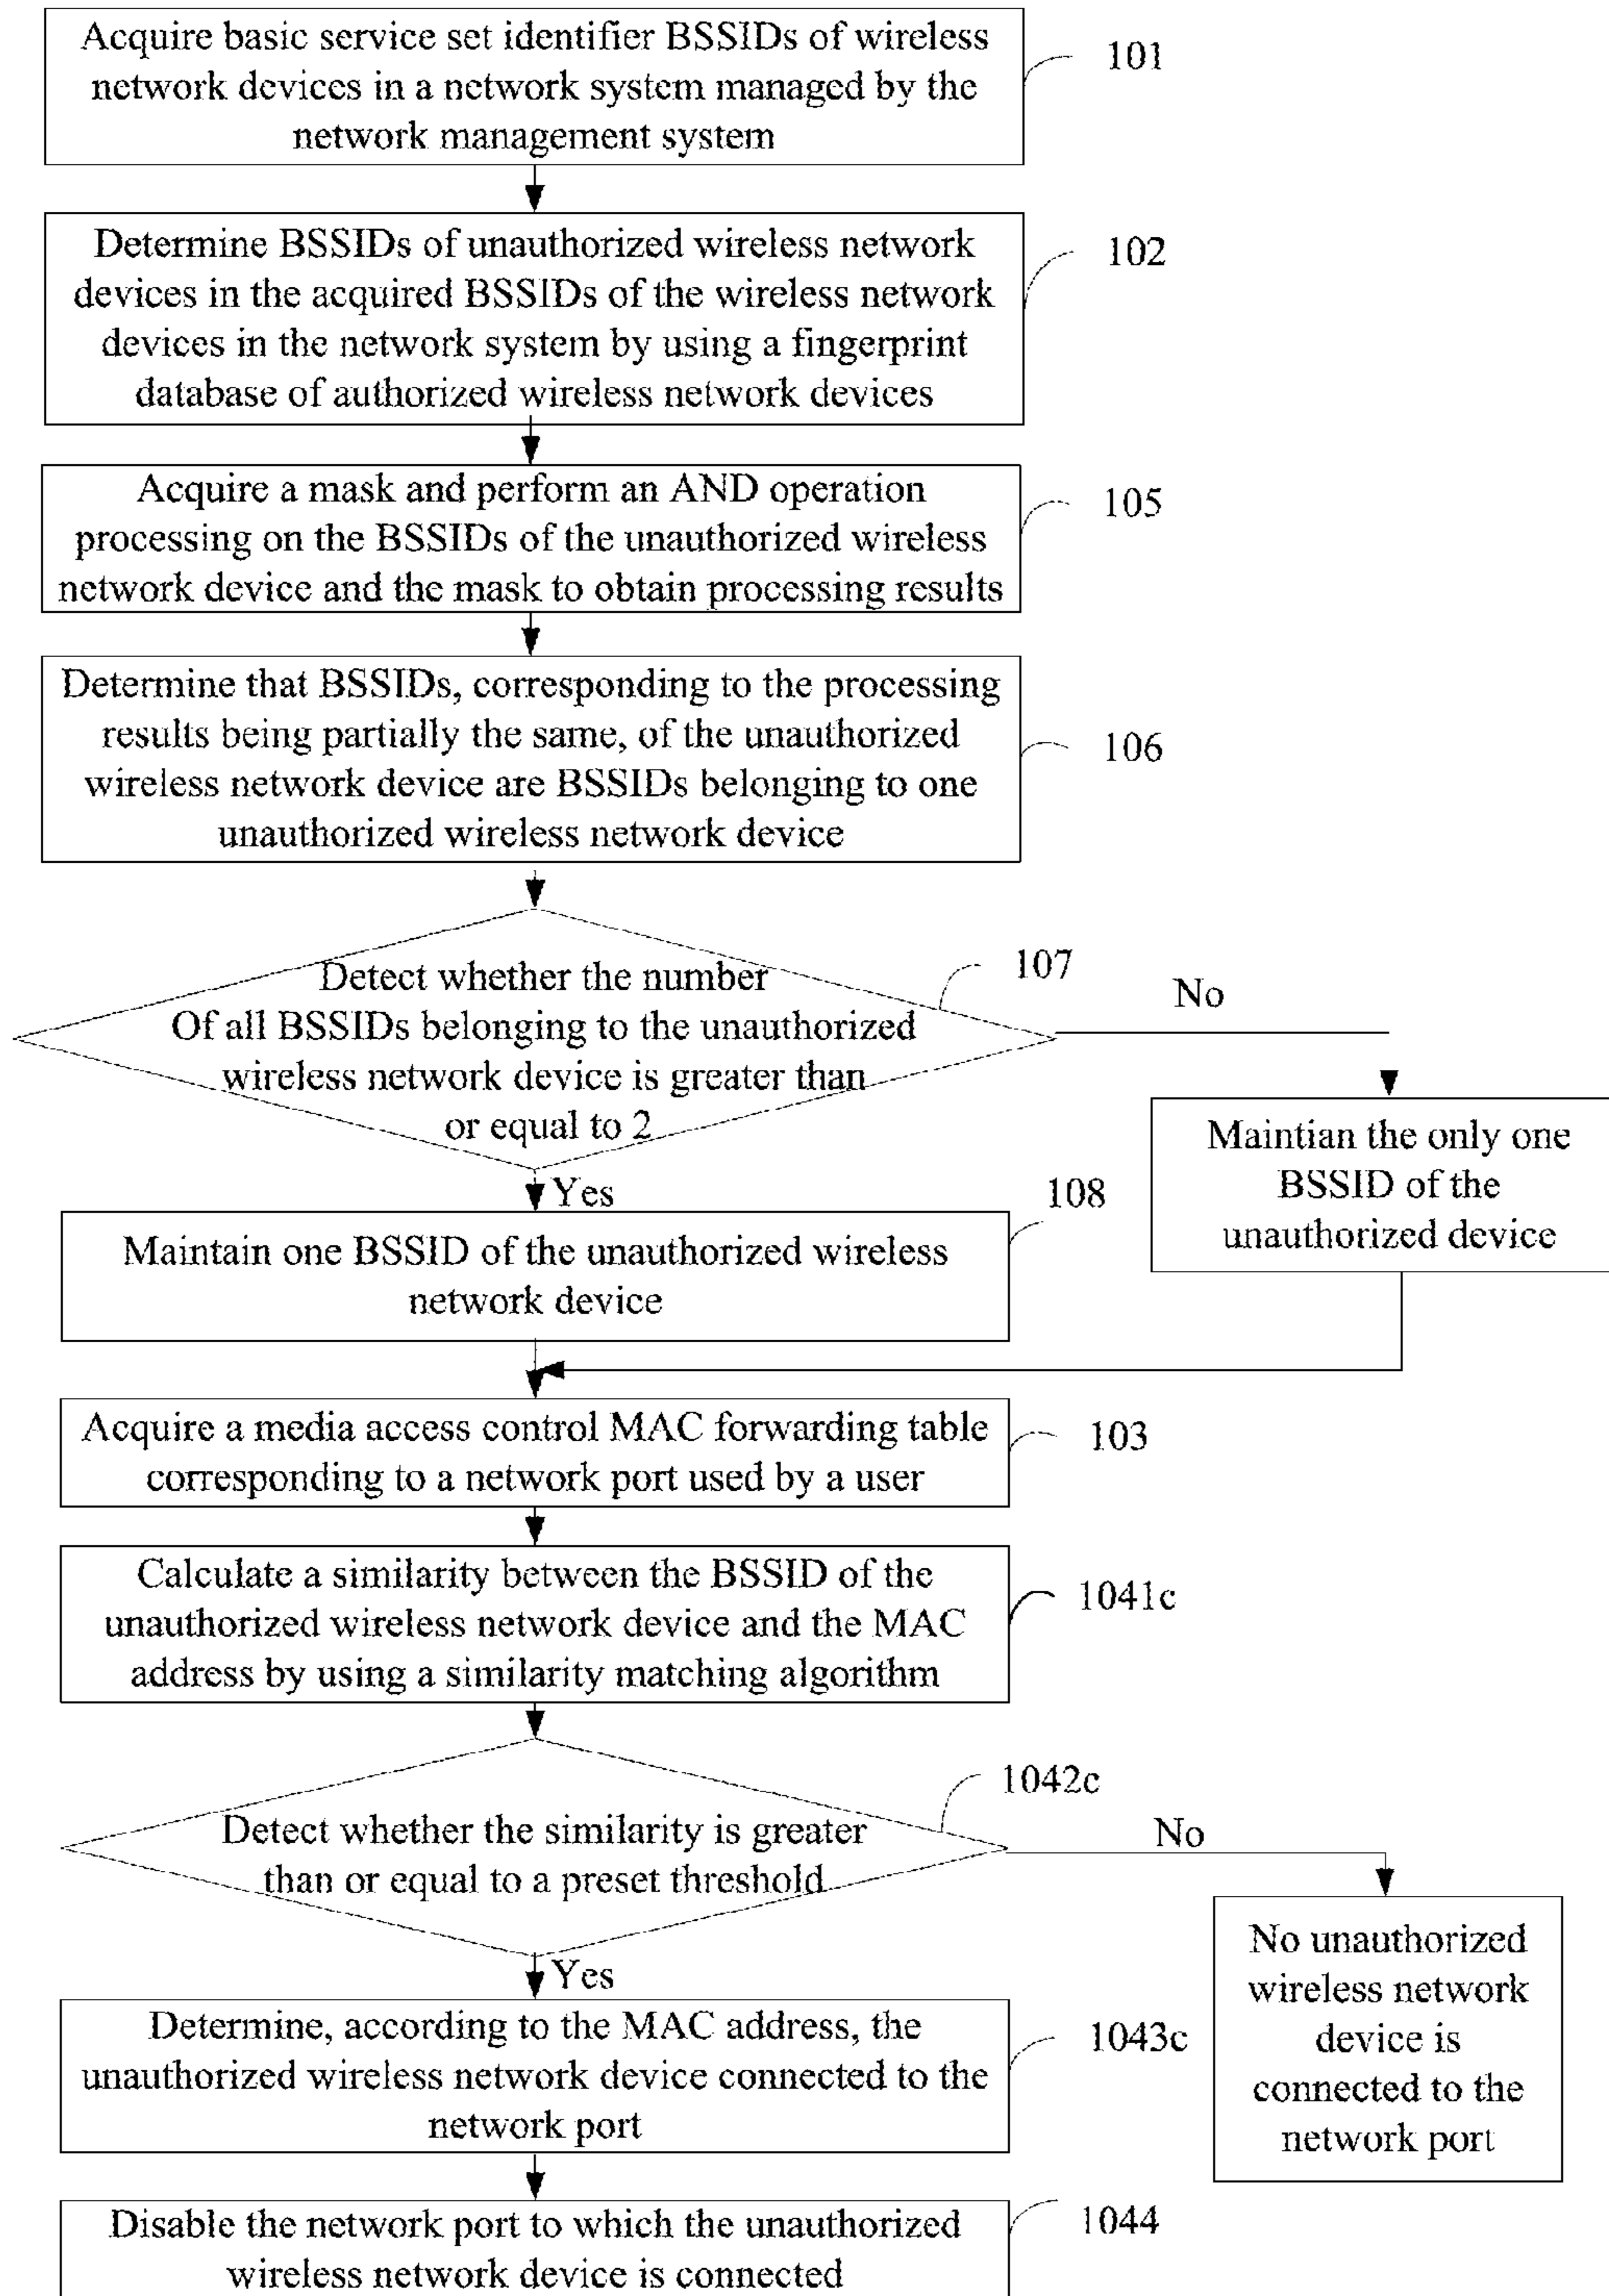 Acquire basic service set identifier BSSIDs of wireless
network devices in a network system managed by the
network management system
101
Determine BSSIDs of unauthorized wireless network
devices in the acquired BSSIDs of the wireless network
devices in the network system by using a fingerprint
database of authorized wireless network devices
102
Acquire a mask and perform an AND operation
processing on the BSSIDs of the unauthorized wireless
network device and the mask to obtain processing results
105
Determine that BSSIDs, corresponding to the processing
results being partially the same, of the unauthorized
wireless network device are BSSIDs belonging to one
unauthorized wireless network device
106
Detect whether the number
Of all BSSIDs belonging to the unauthorized
wireless network device is greater than
or equal to 2
107
No
Maintian the only one
BSSID of the
unauthorized device
Yes
108
Maintain one BSSID of the unauthorized wireless
network device
Acquire a media access control MAC forwarding table
corresponding to a network port used by a user
103
Calculate a similarity between the BSSID of the
unauthorized wireless network device and the MAC
address by using a similarity matching algorithm
1041c
Detect whether the similarity is greater
than or equal to a preset threshold
1042c
No
No unauthorized
wireless network
device is
connected to the
network port
Yes
Determine, according to the MAC address, the
unauthorized wireless network device connected to the
network port
1043c
Disable the network port to which the unauthorized
wireless network device is connected
1044